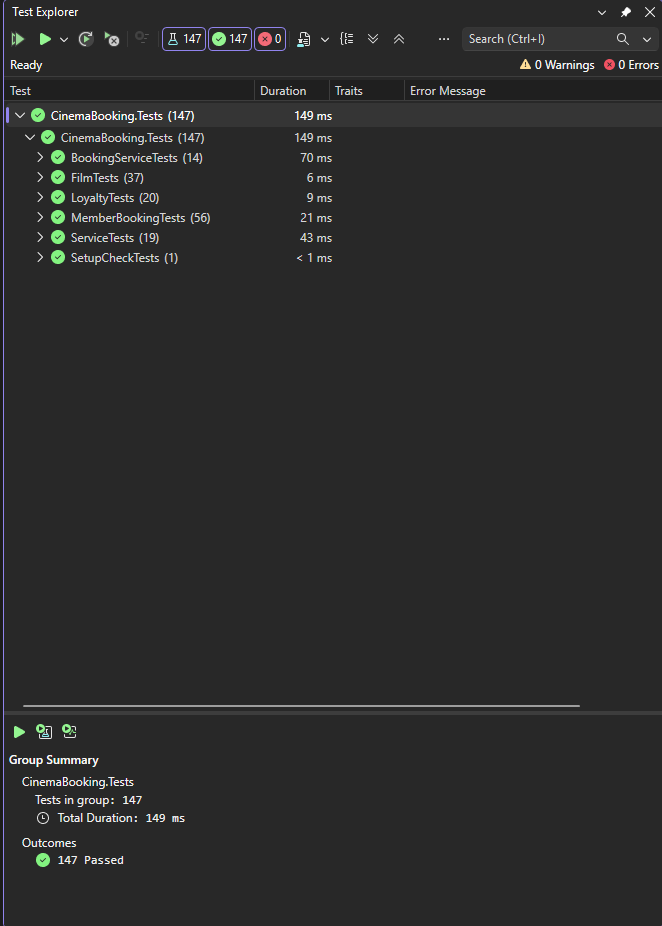 Test Explorer
147 147 0 Search (Ctrl+I)
Ready 0 Warnings 0 Errors
Test Duration Traits Error Message
CinemaBooking.Tests (147) 149 ms
CinemaBooking.Tests (147) 149 ms
BookingServiceTests (14) 70 ms
FilmTests (37) 6 ms
LoyaltyTests (20) 9 ms
MemberBookingTests (56) 21 ms
ServiceTests (19) 43 ms
SetupCheckTests (1) < 1 ms
Group Summary
CinemaBooking.Tests
Tests in group: 147
Total Duration: 149 ms
Outcomes
147 Passed